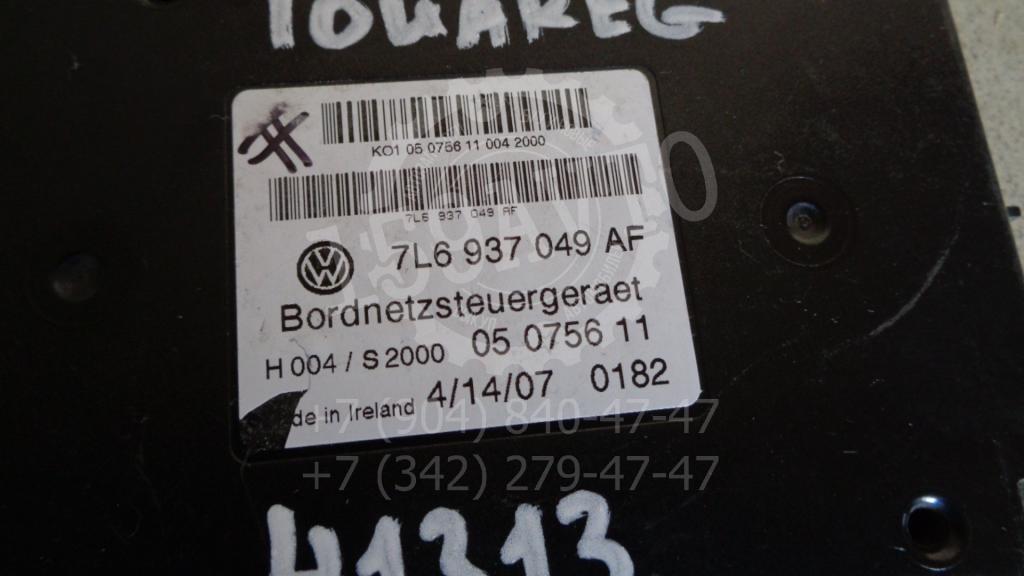 TOUAREG
KO1 05 0756 11 004 2000
7L6 937 049 AF
7L6 937 049 AF
Bordnetzsteuergeraet
H 004 / S 2000 05 0756 11
de in Ireland 4/14/07 0182
+7 (904) 840-47-47
+7 (342) 279-47-47
41313